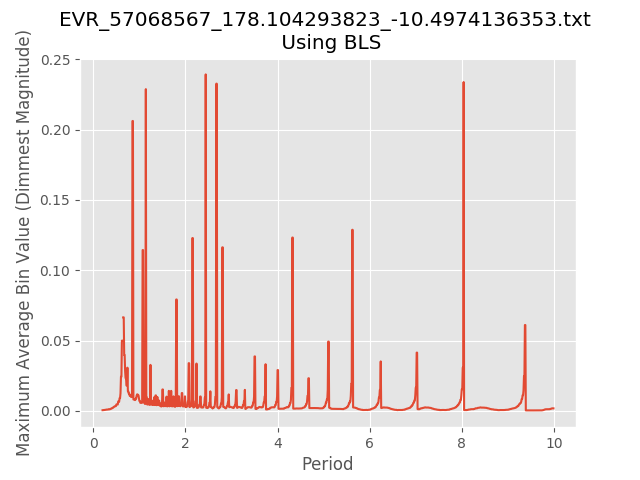 EVR_57068567_178.104293823_-10.4974136353.txt
Using BLS
Maximum Average Bin Value (Dimmest Magnitude)
0.25
0.20
0.15
0.10
0.05
0.00
0 2 4 6 8 10
Period